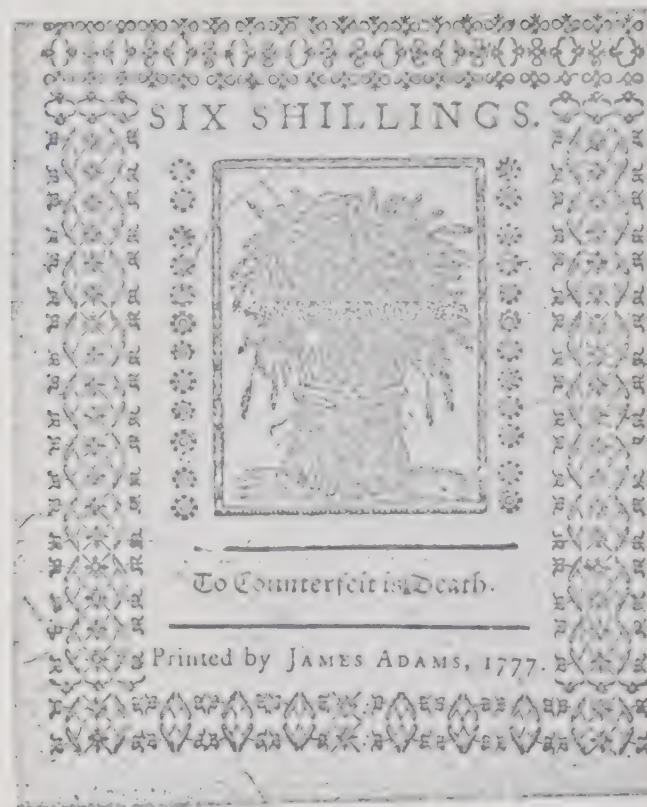 SIX SHILLINGS.
To Counterfeit is Death.
Printed by JAMES ADAMS, 1777.